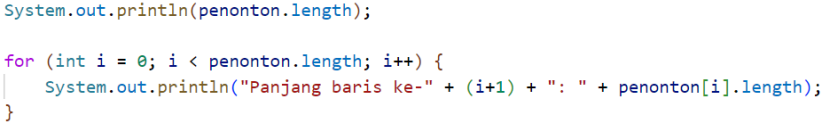 System.out.println(penonton.length);
for (int i = 0; i < penonton.length; i++) {
    System.out.println("Panjang baris ke-" + (i+1) + ": " + penonton[i].length);
}